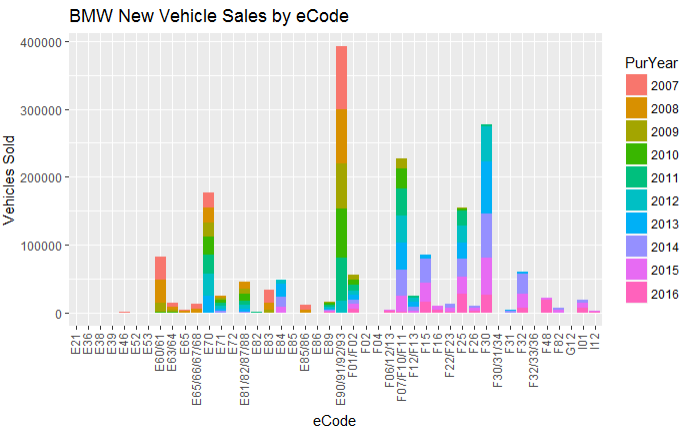 BMW New Vehicle Sales by eCode
400000
300000
200000
100000
0
Vehicles Sold
E21
E36
E38
E39
E46
E52
E53
E60/61
E63/64
E65
E65/66/67/68
E70
E71
E72
E81/82/87/88
E82
E83
E84
E85
E85/86
E86
E89
E90/91/92/93
F01/F02
F02
F04
F06/12/13
F07/F10/F11
F12/F13
F15
F16
F22/F23
F25
F26
F30
F30/31/34
F31
F32
F32/33/36
F48
F82
G12
I01
I12
eCode
PurYear
2007
2008
2009
2010
2011
2012
2013
2014
2015
2016